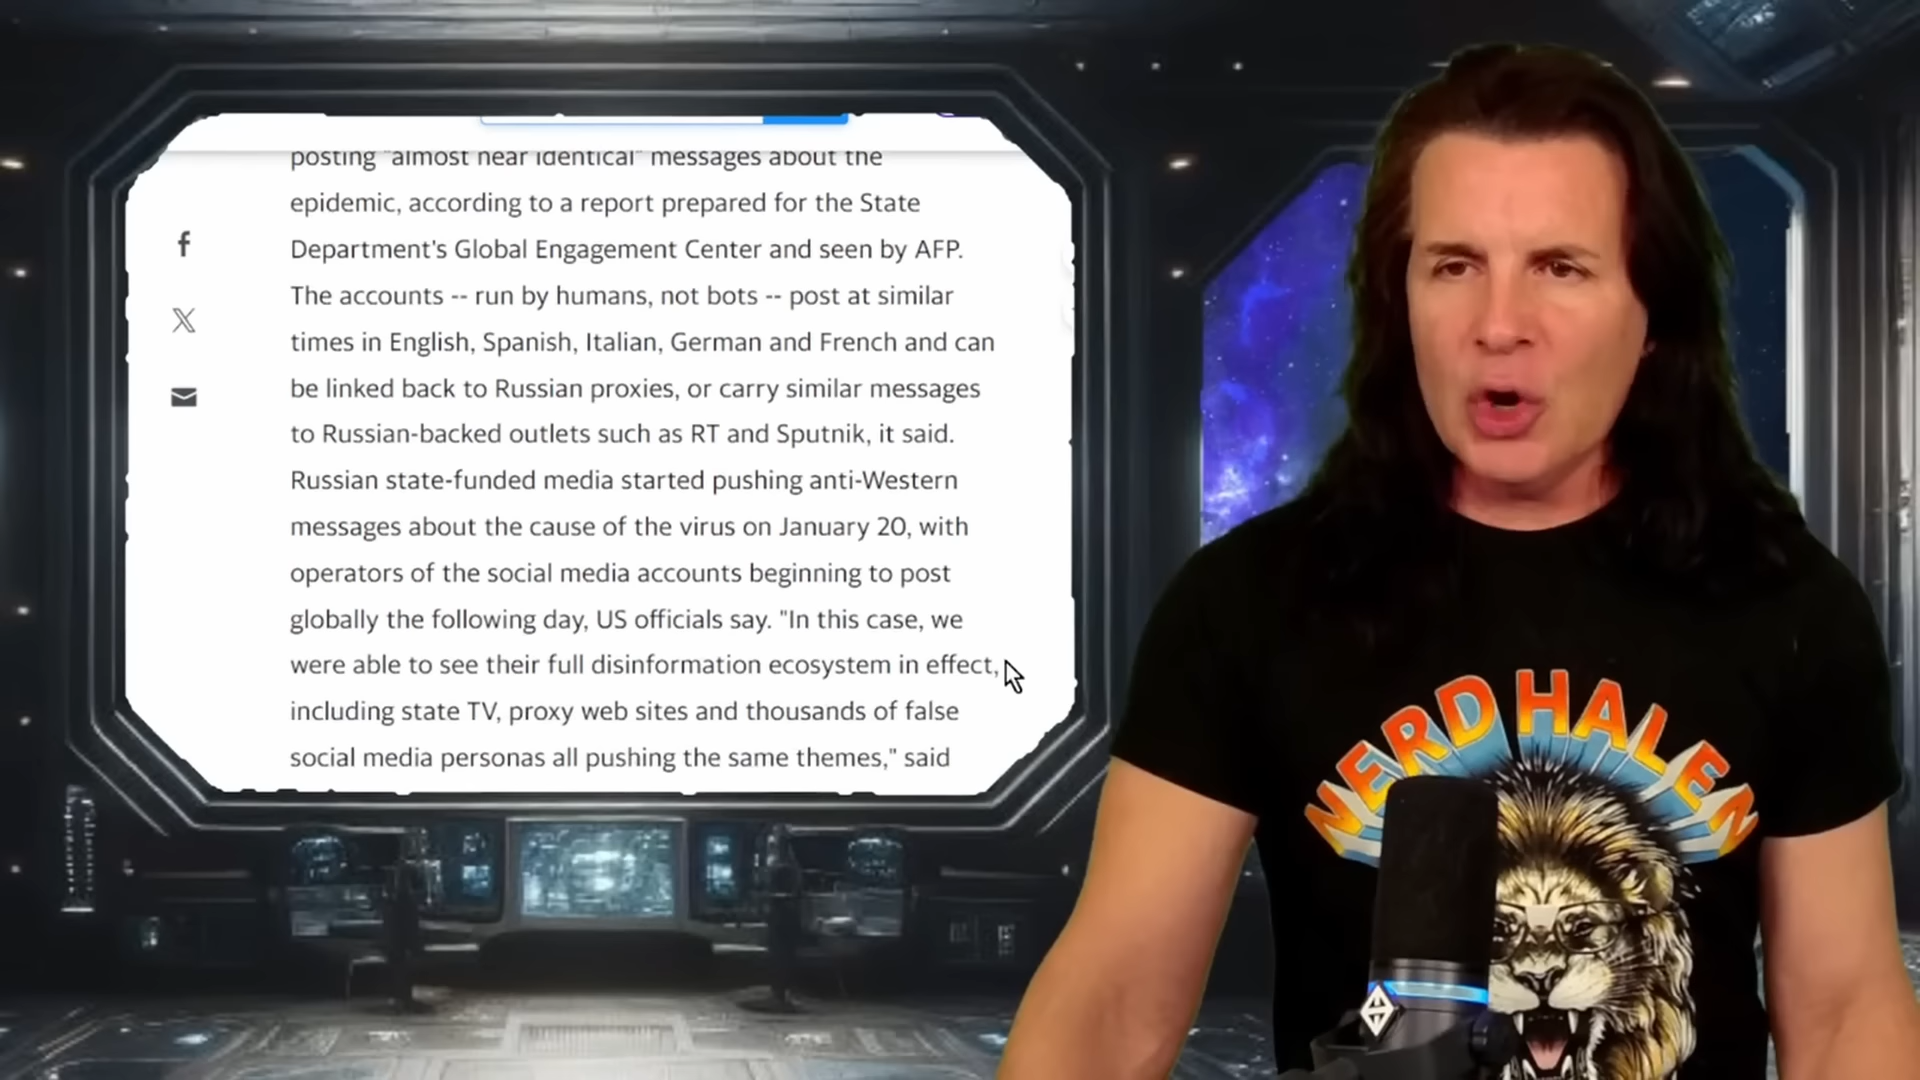 posting "almost near identical" messages about the
epidemic, according to a report prepared for the State
Department's Global Engagement Center and seen by AFP.
The accounts -- run by humans, not bots -- post at similar
times in English, Spanish, Italian, German and French and can
be linked back to Russian proxies, or carry similar messages
to Russian-backed outlets such as RT and Sputnik, it said.
Russian state-funded media started pushing anti-Western
messages about the cause of the virus on January 20, with
operators of the social media accounts beginning to post
globally the following day, US officials say. "In this case, we
were able to see their full disinformation ecosystem in effect,
including state TV, proxy web sites and thousands of false
social media personas all pushing the same themes," said
NERD HALEN